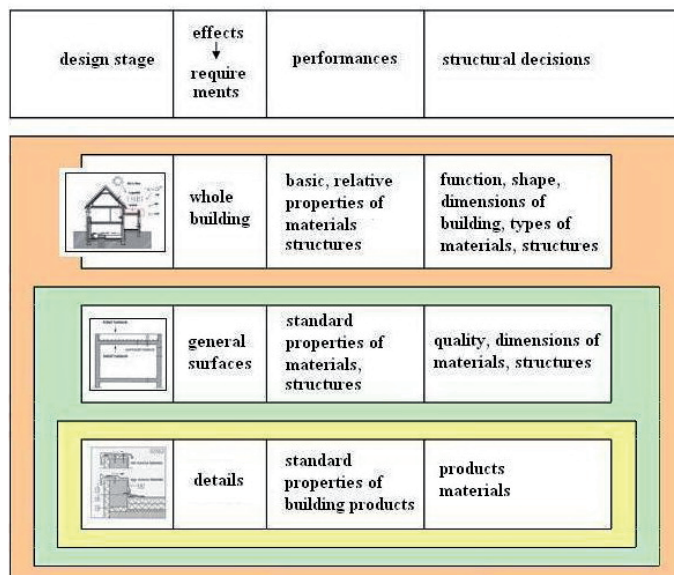 design stage
effects
require
ments
performances
structural decisions
whole
building
basic, relative
properties of
materials
structures
function, shape,
dimensions of
building, types of
materials, structures
general
surfaces
standard
properties of
materials,
structures
quality, dimensions of
materials, structures
details
standard
properties of
building products
products
materials